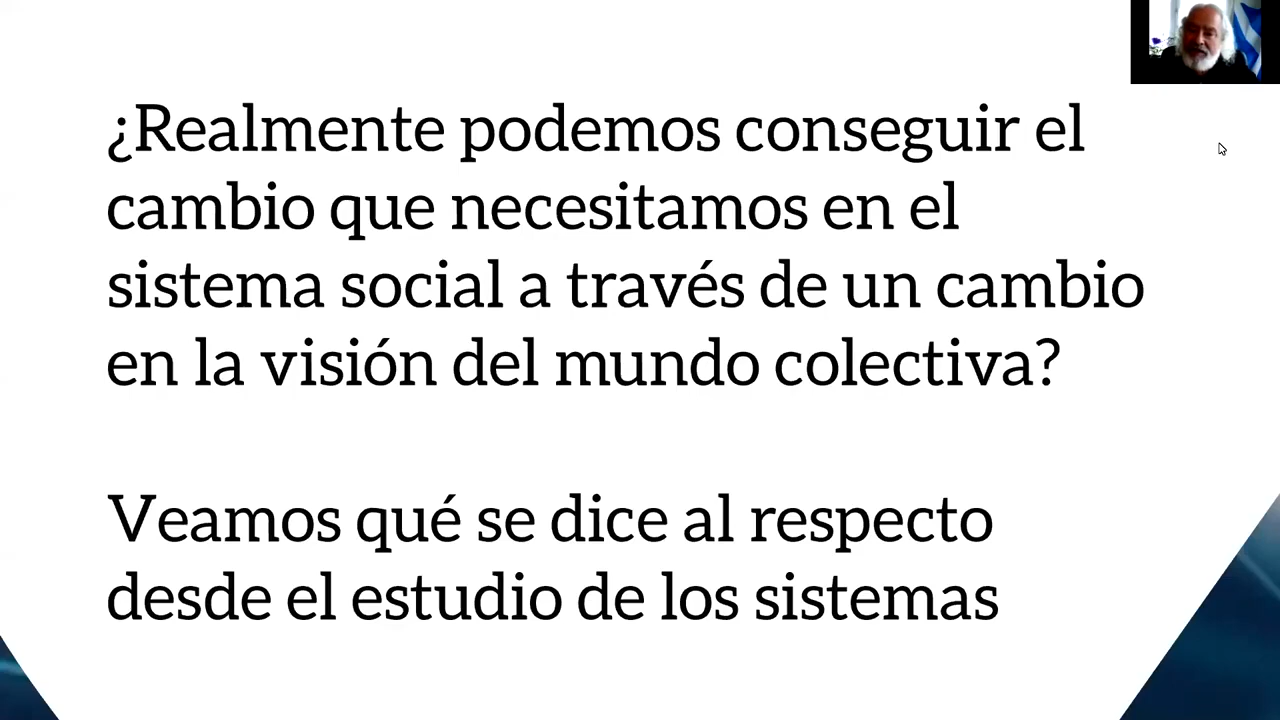 ¿Realmente podemos conseguir el
cambio que necesitamos en el
sistema social a través de un cambio
en la visión del mundo colectiva?
Veamos qué se dice al respecto
desde el estudio de los sistemas